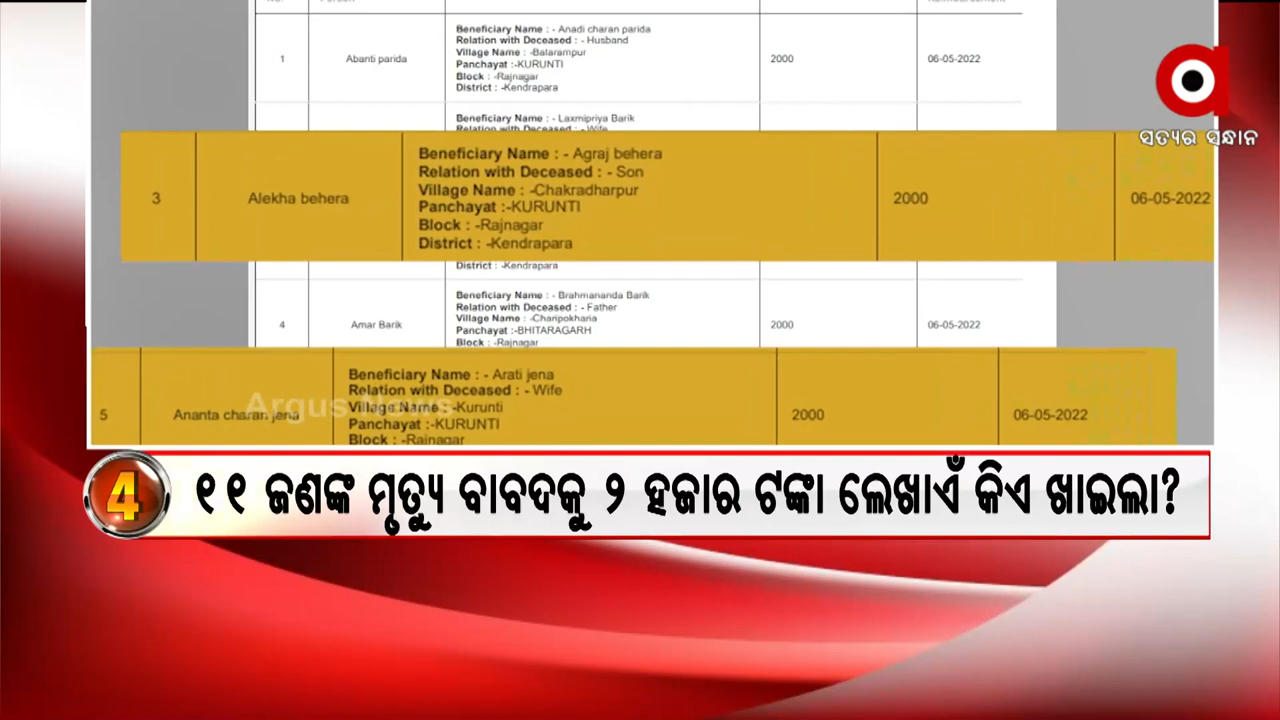 1
Abanti parida
Beneficiary Name : - Anadi charan parida
Relation with Deceased : - Husband
Village Name : -Balarampur
Panchayat :-KURUNTI
Block : -Rajnagar
District : -Kendrapara
2000
06-05-2022
ସତ୍ୟର ସନ୍ଧାନ
Beneficiary Name : - Laxmipriya Barik
Relation with Deceased : - Wife
3
Alekha behera
Beneficiary Name : - Agraj behera
Relation with Deceased : - Son
Village Name : -Chakradharpur
Panchayat :-KURUNTI
Block : -Rajnagar
District : -Kendrapara
2000
06-05-2022
District : -Kendrapara
4
Amar Barik
Beneficiary Name : - Brahmananda Barik
Relation with Deceased : - Father
Village Name : -Charipokharia
Panchayat :-BHITARAGARH
Block : -Rajnagar
2000
06-05-2022
5
Ananta charan jena
Beneficiary Name : - Arati jena
Relation with Deceased : - Wife
Village Name : -Kurunti
Panchayat :-KURUNTI
Block : -Rajnagar
2000
06-05-2022
Argus News
4
୧୧ ଜଣଙ୍କ ମୃତ୍ୟୁ ବାବଦକୁ ୨ ହଜାର ଟଙ୍କା ଲେଖାଏଁ କିଏ ଖାଇଲା?